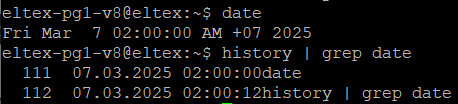 eltex-pg1-v8@eltex:~$ date
Fri Mar  7 02:00:00 AM +07 2025
eltex-pg1-v8@eltex:~$ history | grep date
  111  07.03.2025 02:00:00date
  112  07.03.2025 02:00:12history | grep date